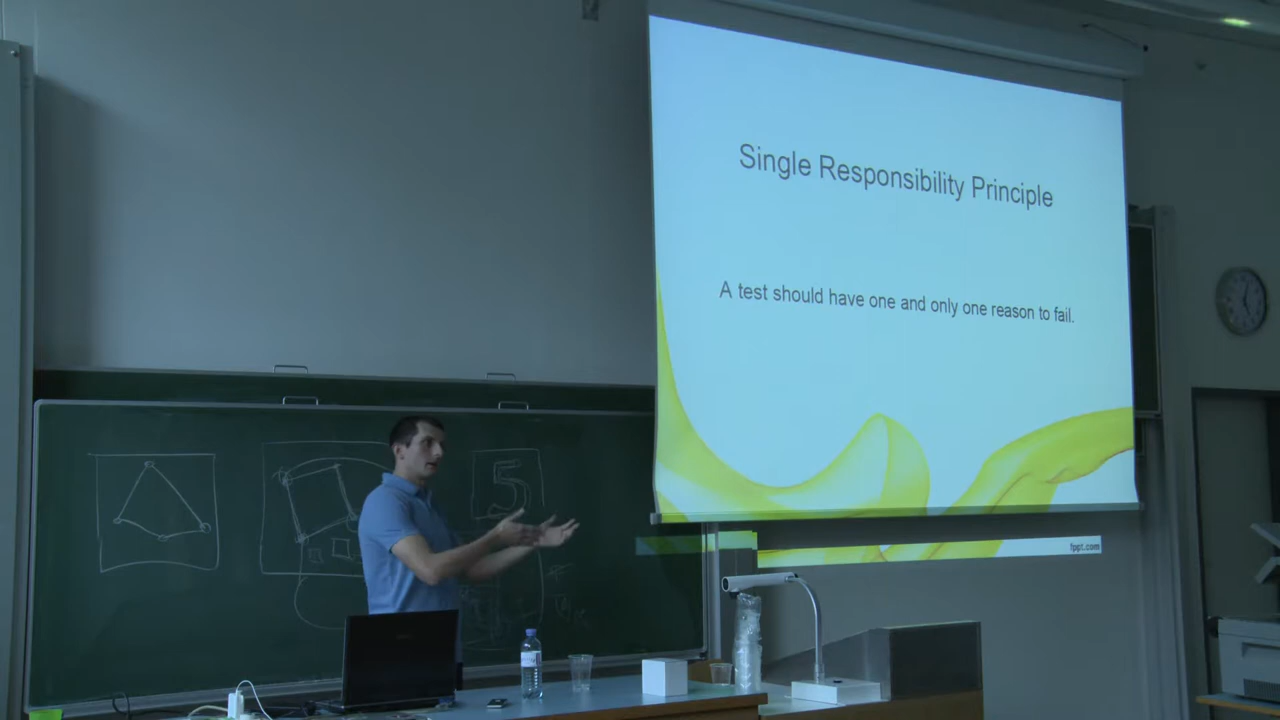 Single Responsibility Principle
A test should have one and only one reason to fail.
5
fppt.com